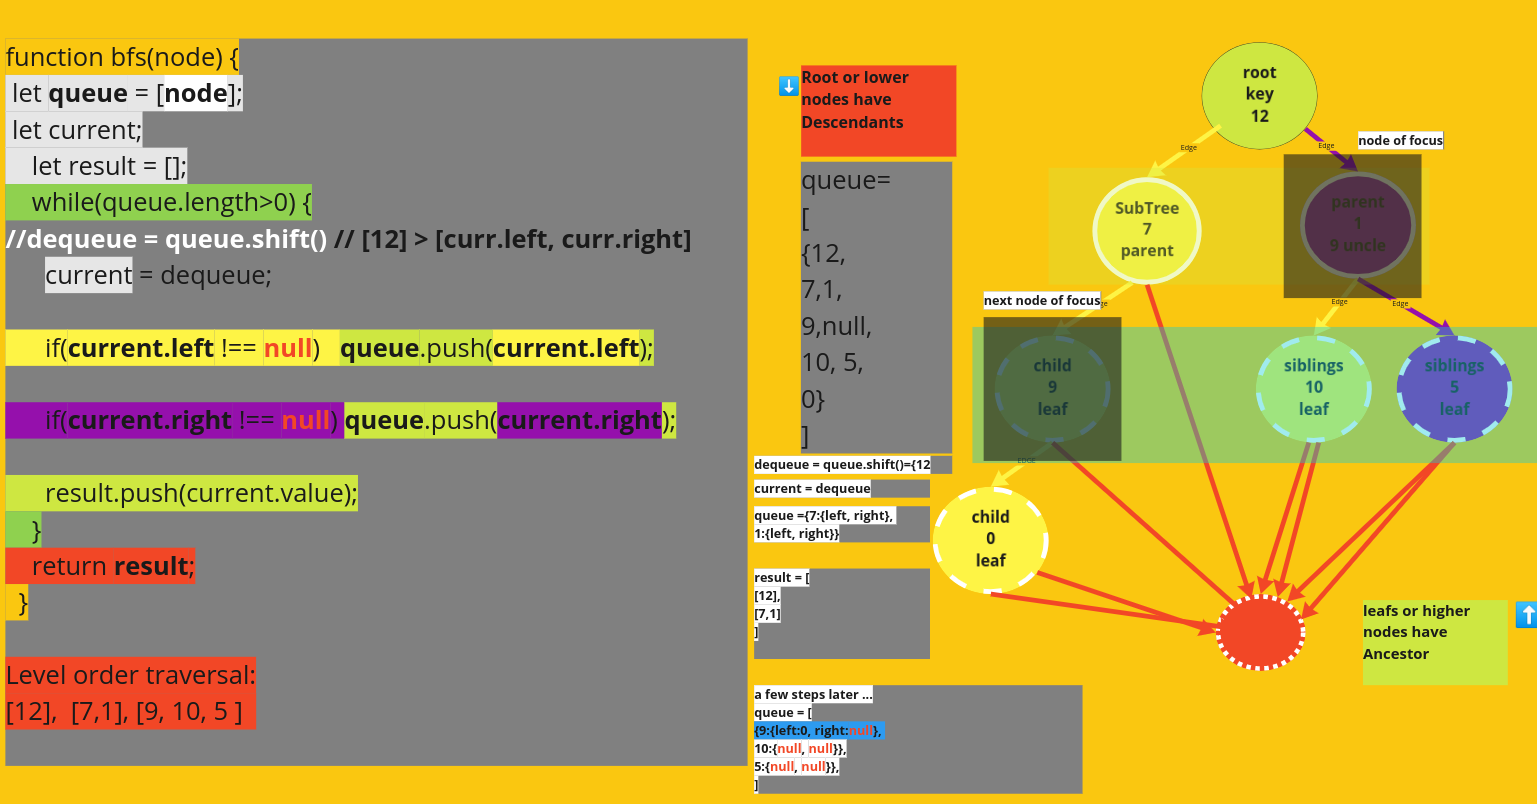 function bfs(node) {
let queue = [node];
let current;
let result = [];
while(queue.length>0) {
//dequeue = queue.shift() // [12] > [curr.left, curr.right]
current = dequeue;
if(current.left !== null) queue.push(current.left);
if(current.right !== null) queue.push(current.right);
result.push(current.value);
}
return result;
}
Level order traversal:
[12], [7,1], [9, 10, 5 ]
Root or lower
nodes have
Descendants
queue=
[
{12,
7,1,
9,null,
10, 5,
0}
]
dequeue = queue.shift()={12
current = dequeue
queue ={7:{left, right},
1:{left, right}}
result = [
[12],
[7,1]
]
a few steps later ...
queue = [
{9:{left:0, right:null},
10:{null, null}},
5:{null, null}},
]
root
key
12
Edge
Edge
node of focus
SubTree
7
parent
parent
1
9 uncle
next node of focus
Edge
Edge
child
9
leaf
siblings
10
leaf
siblings
5
leaf
EDGE
child
0
leaf
leafs or higher
nodes have
Ancestor